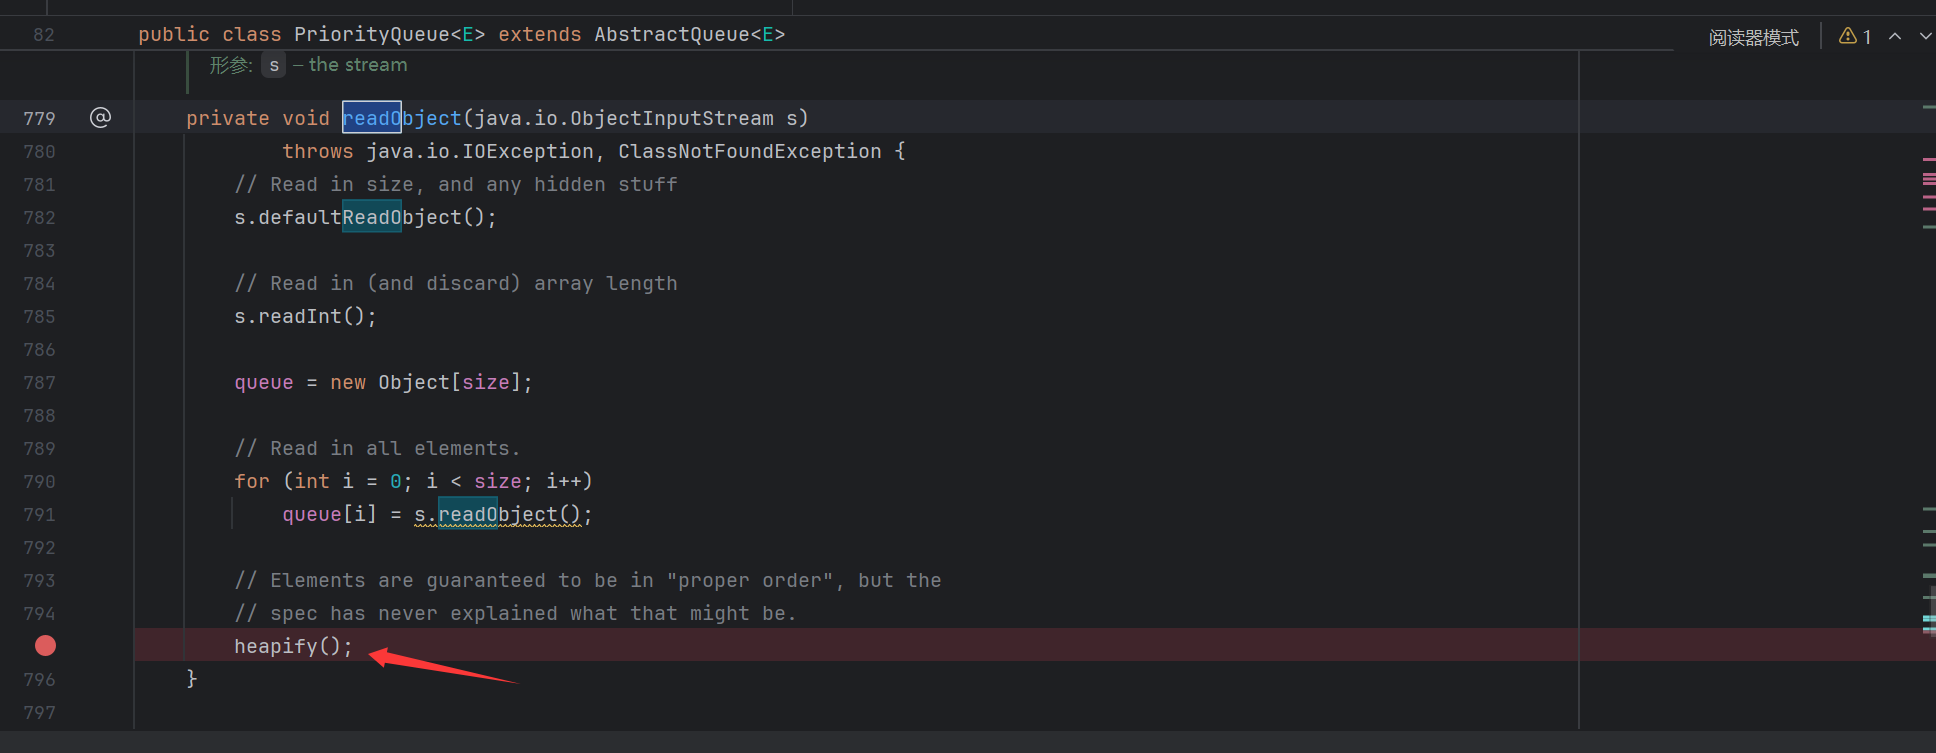 82 public class PriorityQueue<E> extends AbstractQueue<E>
阅读器模式 1
形参: s – the stream
779 @ private void readObject(java.io.ObjectInputStream s)
780 throws java.io.IOException, ClassNotFoundException {
781 // Read in size, and any hidden stuff
782 s.defaultReadObject();
783
784 // Read in (and discard) array length
785 s.readInt();
786
787 queue = new Object[size];
788
789 // Read in all elements.
790 for (int i = 0; i < size; i++)
791 queue[i] = s.readObject();
792
793 // Elements are guaranteed to be in "proper order", but the
794 // spec has never explained what that might be.
heapify();
796 }
797